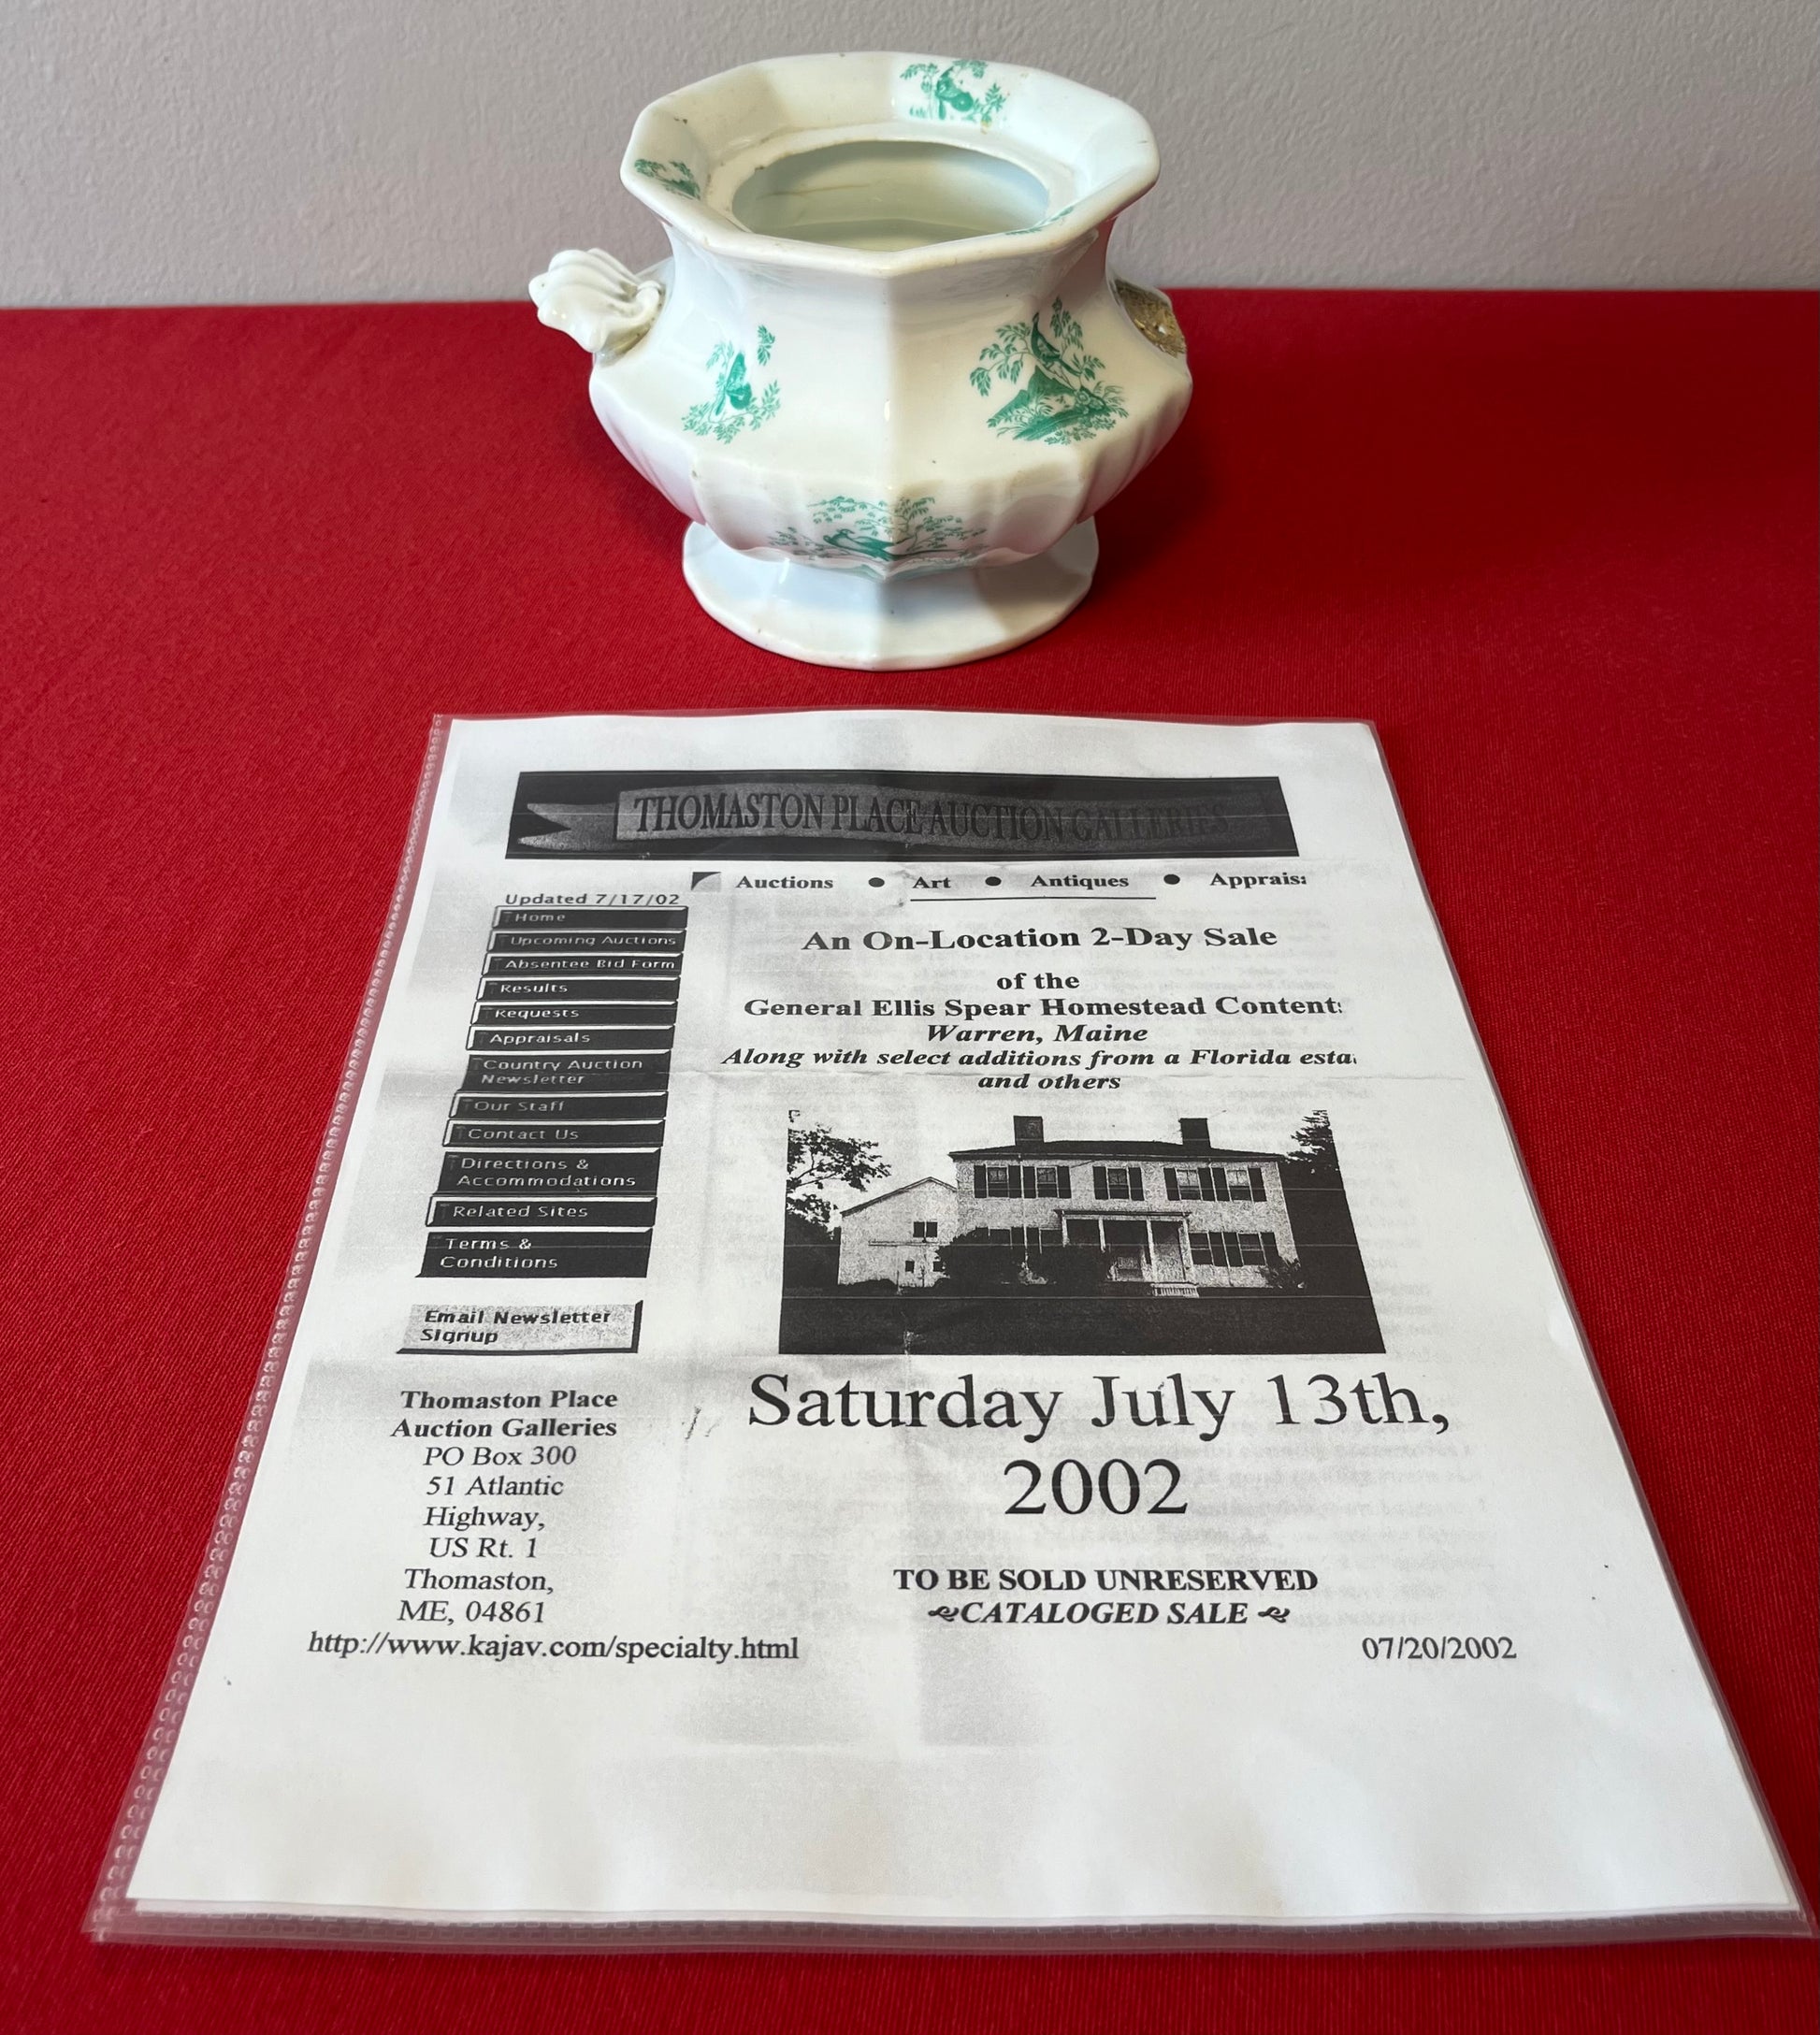 THOMASTON PLACE AUCTION GALLERIES
Auctions ● Art ● Antiques ● Apprais
Updated 7/17/02
Home
Upcoming Auctions
Absentee Bid Form
Results
Requests
Appraisals
Country Auction
Newsletter
Our Staff
Contact Us
Directions &
Accommodations
Related Sites
Terms &
Conditions
Email Newsletter
Signup
Thomaston Place
Auction Galleries
PO Box 300
51 Atlantic
Highway,
US Rt. 1
Thomaston,
ME, 04861
An On-Location 2-Day Sale
of the
General Ellis Spear Homestead Content
Warren, Maine
Along with select additions from a Florida esta
and others
Saturday July 13th,
2002
TO BE SOLD UNRESERVED
CATALOGED SALE
http://www.kajav.com/specialty.html
07/20/2002